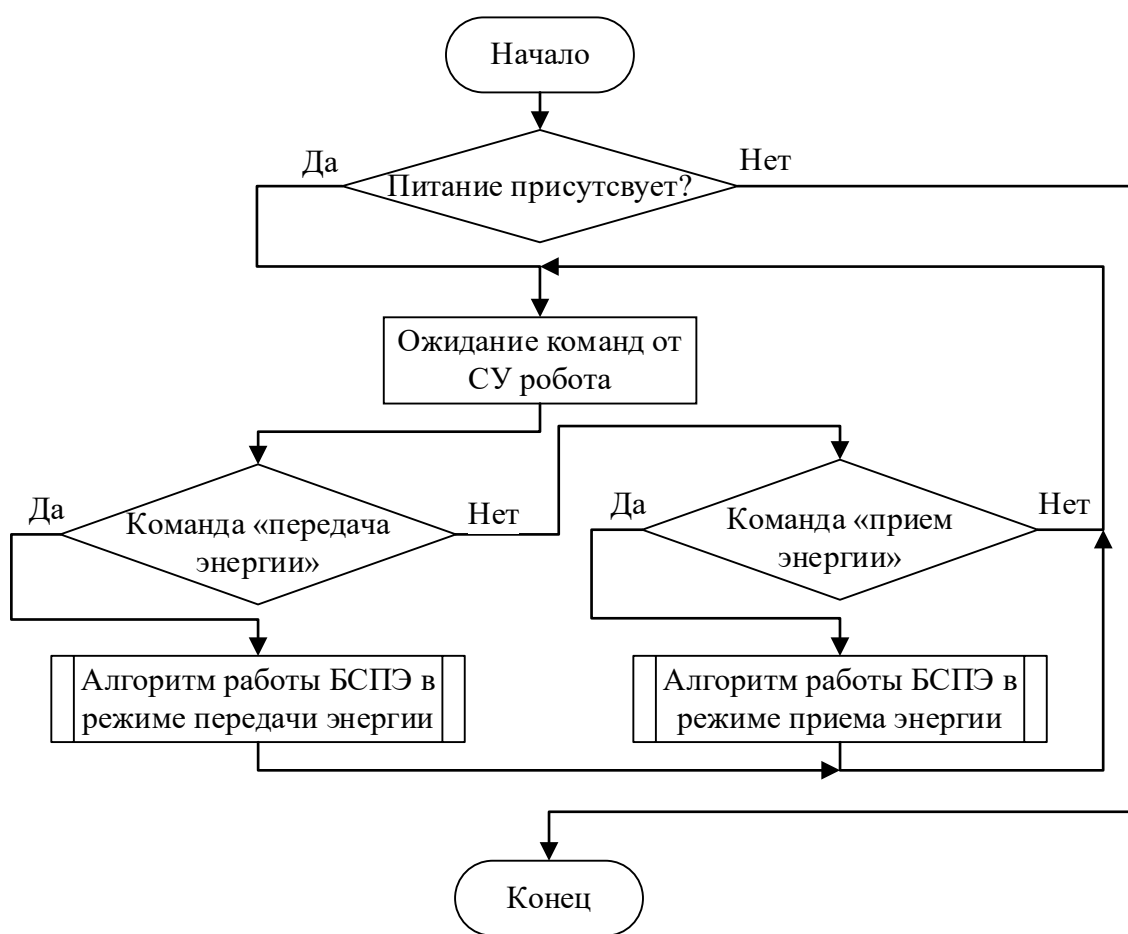 Начало
Да
Нет
Питание присутсвует?
Ожидание команд от
СУ робота
Да
Команда «передача
энергии»
Нет
Да
Команда «прием
энергии»
Нет
Алгоритм работы БСПЭ в
режиме передачи энергии
Алгоритм работы БСПЭ в
режиме приема энергии
Конец